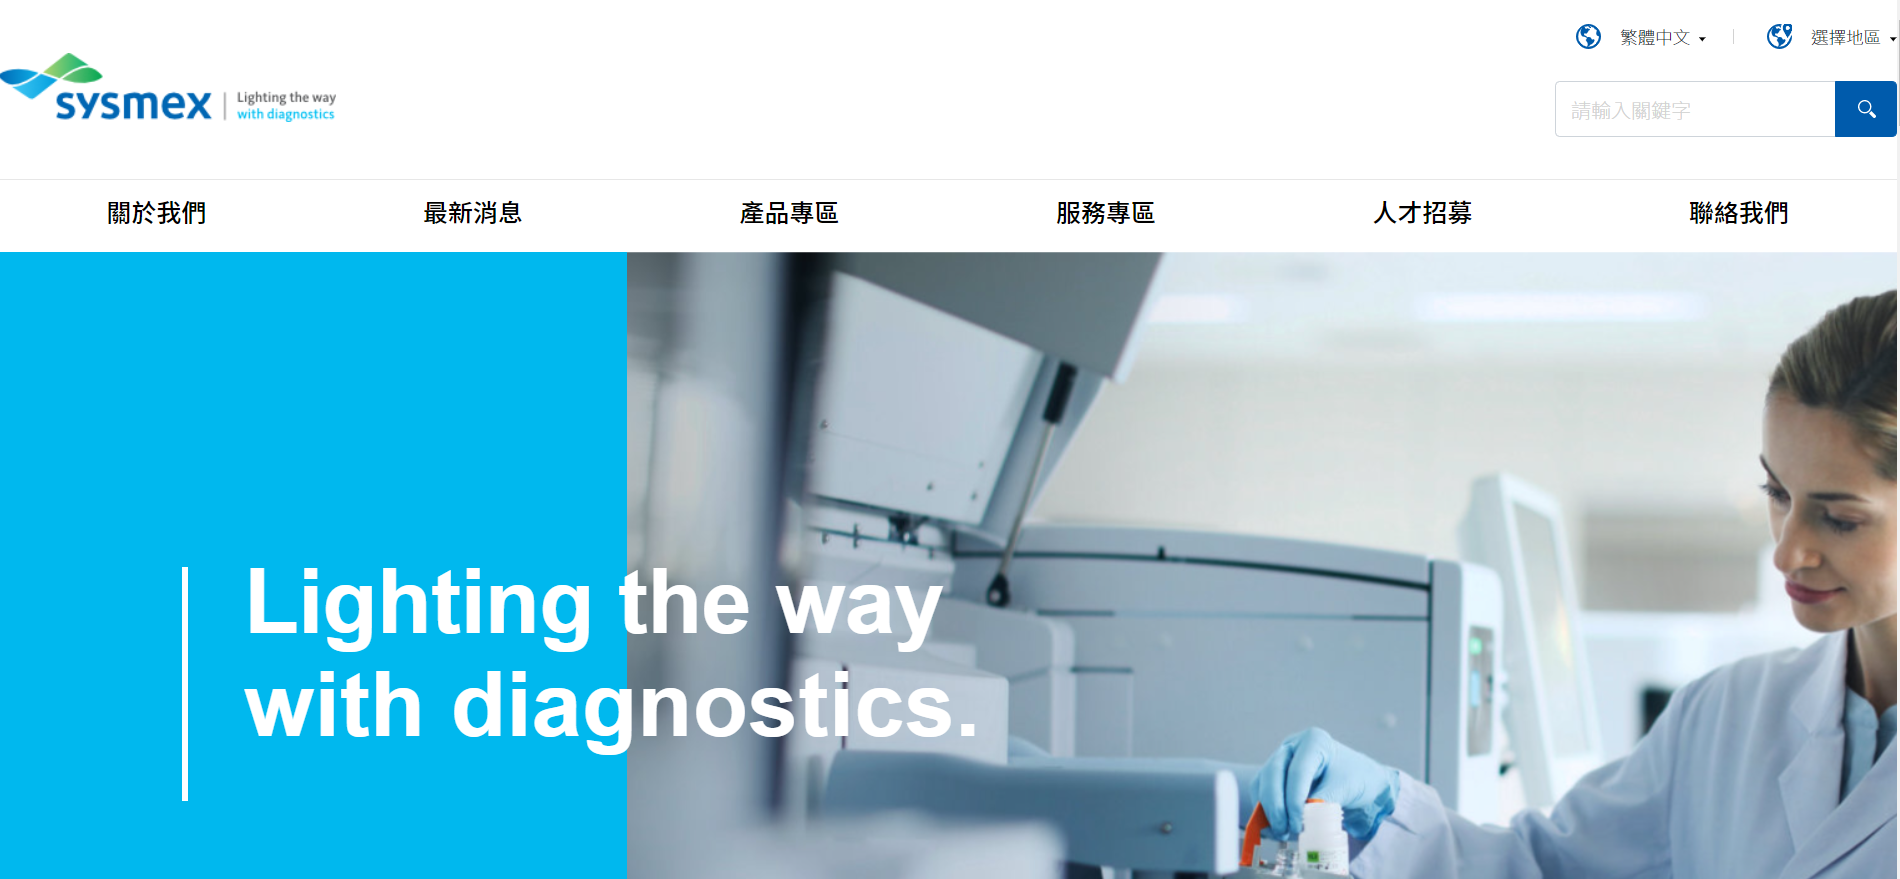 繁體中文
選擇地區
sysmex
Lighting the way
with diagnostics
請輸入關鍵字
關於我們
最新消息
產品專區
服務專區
人才招募
聯絡我們
Lighting the way
with diagnostics.